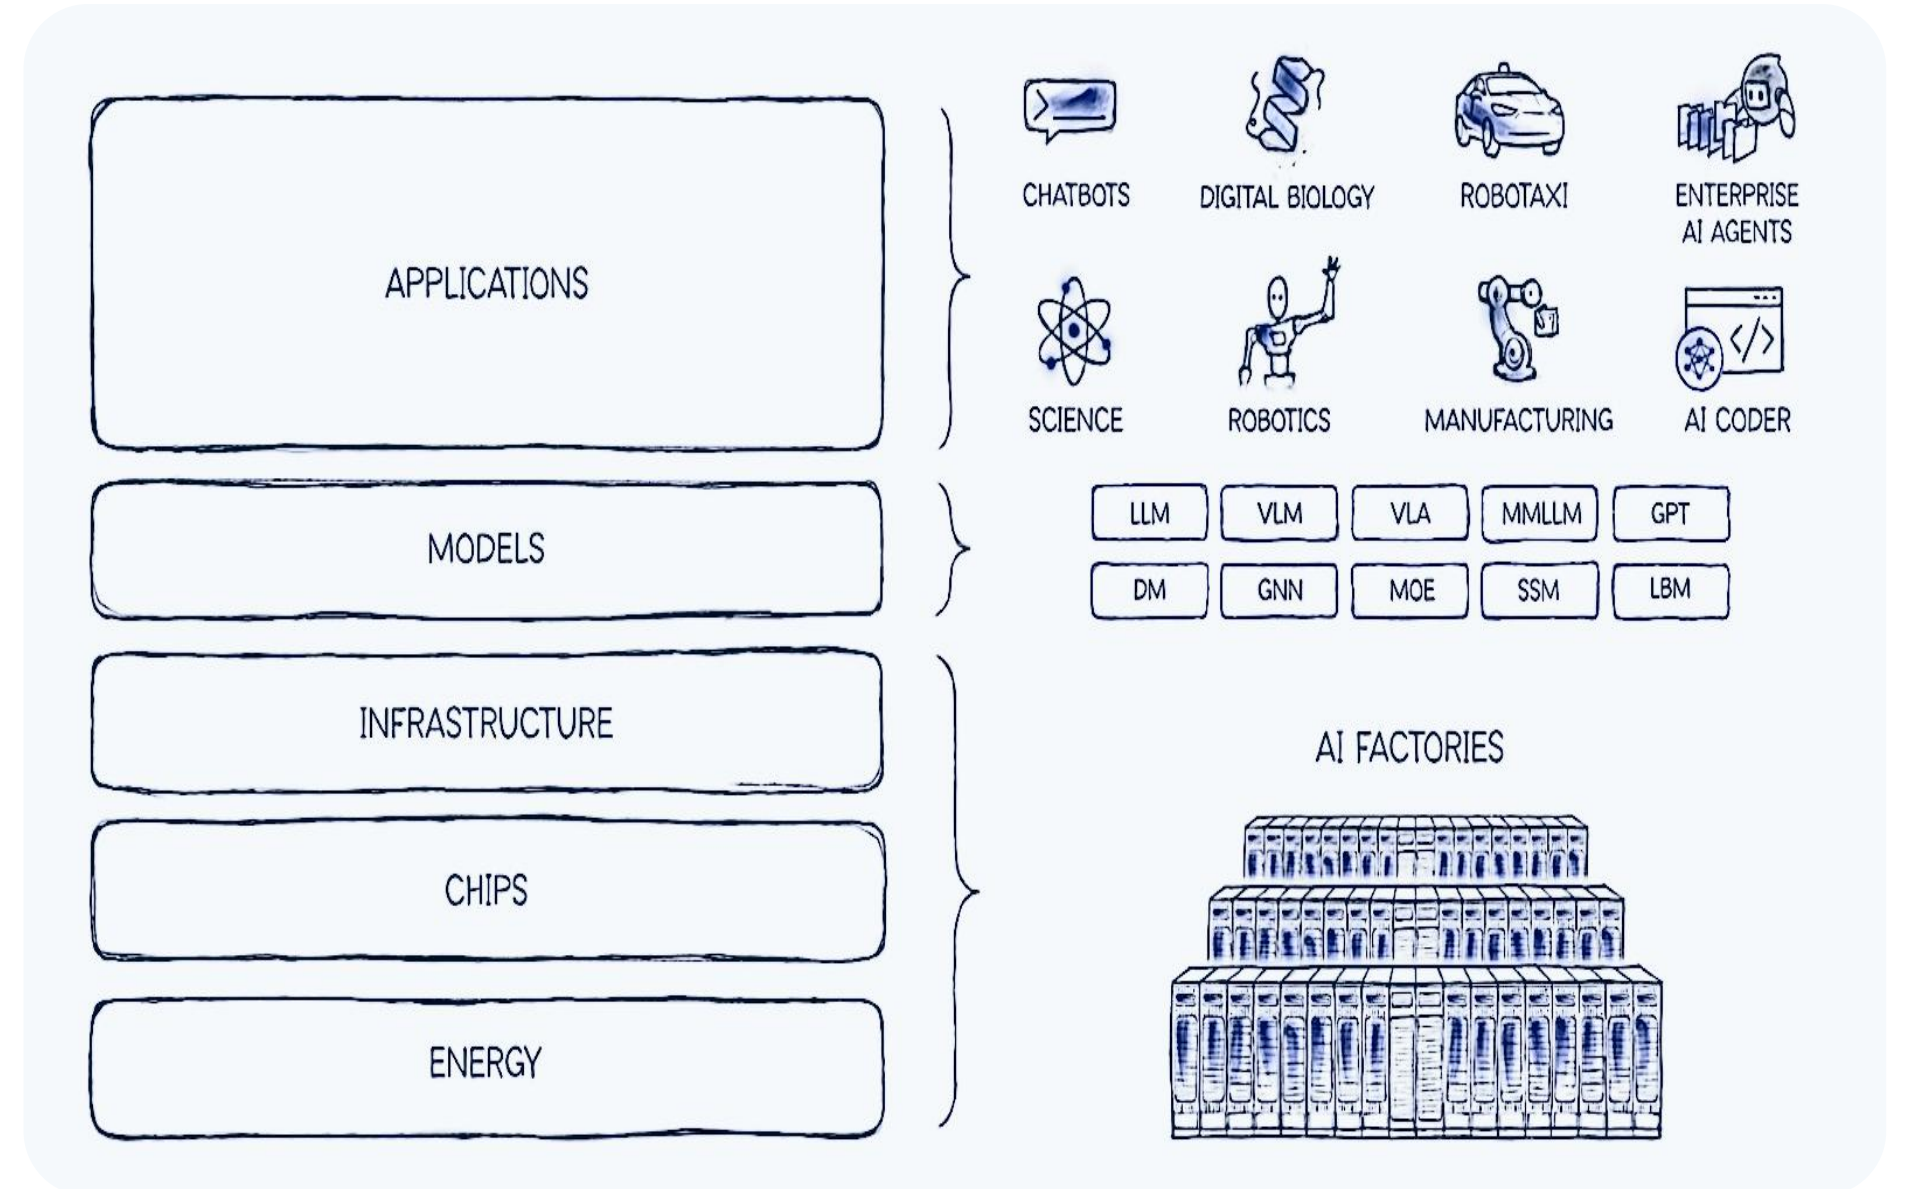 APPLICATIONS
CHATBOTS
DIGITAL BIOLOGY
ROBOTAXI
ENTERPRISE
AI AGENTS
SCIENCE
ROBOTICS
MANUFACTURING
</>
AI CODER
MODELS
LLM
VLM
VLA
MMLLM
GPT
DM
GNN
MOE
SSM
LBM
INFRASTRUCTURE
CHIPS
ENERGY
AI FACTORIES